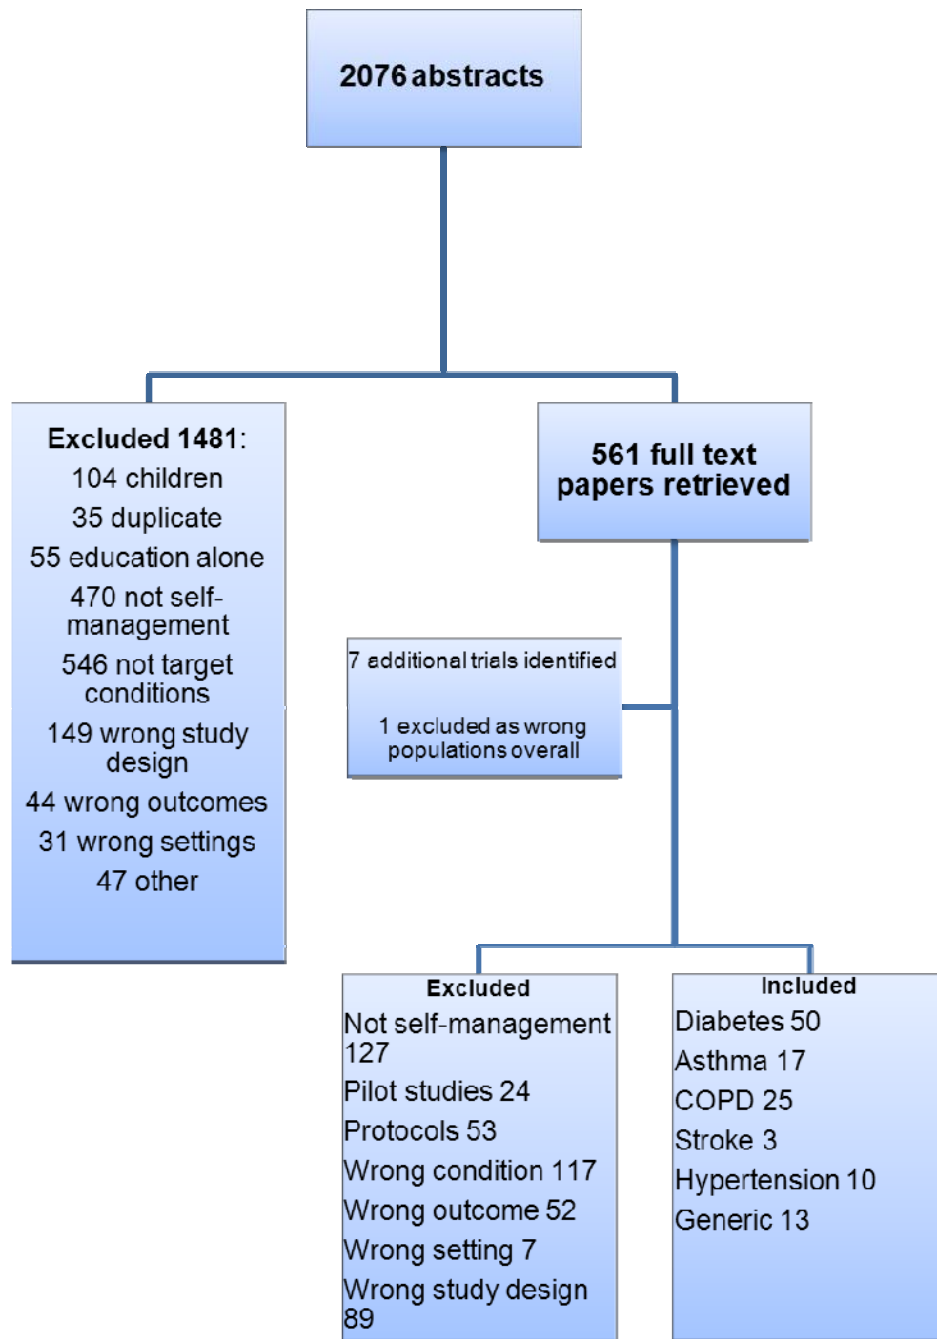 2076 abstracts
Excluded 1481:
104 children
35 duplicate
55 education alone
470 not self-
management
546 not target
conditions
149 wrong study
design
44 wrong outcomes
31 wrong settings
47 other
561 full text
papers retrieved
7 additional trials identified
1 excluded as wrong
populations overall
Excluded
Not self-management
127
Pilot studies 24
Protocols 53
Wrong condition 117
Wrong outcome 52
Wrong setting 7
Wrong study design
89
Included
Diabetes 50
Asthma 17
COPD 25
Stroke 3
Hypertension 10
Generic 13